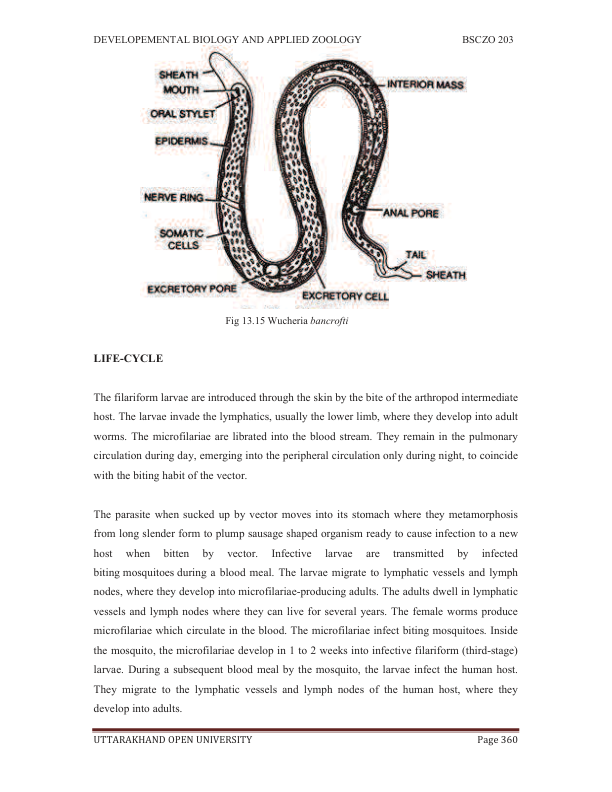 DEVELOPEMENTAL BIOLOGY AND APPLIED ZOOLOGY BSCZO 203
SHEATH
MOUTH
ORAL STYLET
EPIDERMIS
NERVE RING
SOMATIC
CELLS
EXCRETORY PORE
EXCRETORY CELL
INTERIOR MASS
ANAL PORE
TAIL
SHEATH
Fig 13.15 Wucheria bancrofti
LIFE-CYCLE
The filariform larvae are introduced through the skin by the bite of the arthropod intermediate
host. The larvae invade the lymphatics, usually the lower limb, where they develop into adult
worms. The microfilariae are librated into the blood stream. They remain in the pulmonary
circulation during day, emerging into the peripheral circulation only during night, to coincide
with the biting habit of the vector.
The parasite when sucked up by vector moves into its stomach where they metamorphosis
from long slender form to plump sausage shaped organism ready to cause infection to a new
host when bitten by vector. Infective larvae are transmitted by infected
biting mosquitoes during a blood meal. The larvae migrate to lymphatic vessels and lymph
nodes, where they develop into microfilariae-producing adults. The adults dwell in lymphatic
vessels and lymph nodes where they can live for several years. The female worms produce
microfilariae which circulate in the blood. The microfilariae infect biting mosquitoes. Inside
the mosquito, the microfilariae develop in 1 to 2 weeks into infective filariform (third-stage)
larvae. During a subsequent blood meal by the mosquito, the larvae infect the human host.
They migrate to the lymphatic vessels and lymph nodes of the human host, where they
develop into adults.
UTTARAKHAND OPEN UNIVERSITY Page 360